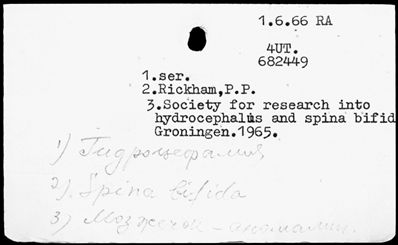 1.6.66 RA
4UT.
682449
1.ser.
2.Rickham,P.P.
3.Society for research into
hydrocephalus and spina bifid
Groningen.1965.
1) Гидроцефалия
2) Spina bifida
3) Мозжечок - аномалии.